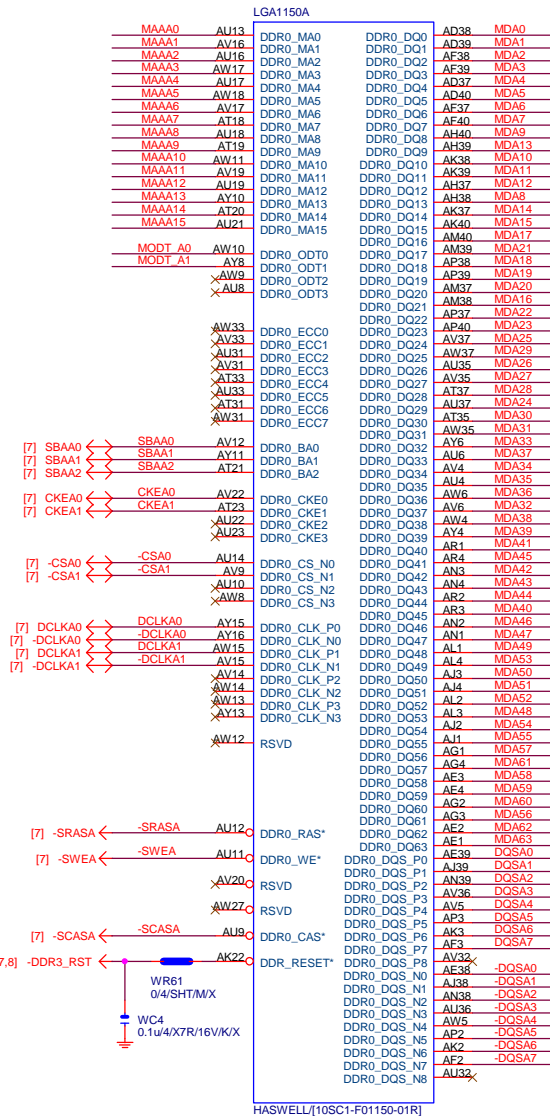 LGA1150A
MAAA0 AU13 DDR0_MA0 DDR0_DQ0 AD38 MDA0
MAAA1 AV16 DDR0_MA1 DDR0_DQ1 AD39 MDA1
MAAA2 AU16 DDR0_MA2 DDR0_DQ2 AF38 MDA2
MAAA3 AW17 DDR0_MA3 DDR0_DQ3 AF39 MDA3
MAAA4 AU17 DDR0_MA4 DDR0_DQ4 AD37 MDA4
MAAA5 AW18 DDR0_MA5 DDR0_DQ5 AD40 MDA5
MAAA6 AV17 DDR0_MA6 DDR0_DQ6 AF37 MDA6
MAAA7 AT18 DDR0_MA7 DDR0_DQ7 AF40 MDA7
MAAA8 AU18 DDR0_MA8 DDR0_DQ8 AH40 MDA9
MAAA9 AT19 DDR0_MA9 DDR0_DQ9 AH39 MDA13
MAAA10 AW11 DDR0_MA10 DDR0_DQ10 AK38 MDA10
MAAA11 AV19 DDR0_MA11 DDR0_DQ11 AK39 MDA11
MAAA12 AU19 DDR0_MA12 DDR0_DQ12 AH37 MDA12
MAAA13 AY10 DDR0_MA13 DDR0_DQ13 AH38 MDA8
MAAA14 AT20 DDR0_MA14 DDR0_DQ14 AK37 MDA14
MAAA15 AU21 DDR0_MA15 DDR0_DQ15 AK40 MDA15
DDR0_DQ16 AM40 MDA17
MODT_A0 AW10 DDR0_ODT0 DDR0_DQ17 AM39 MDA21
MODT_A1 AY8 DDR0_ODT1 DDR0_DQ18 AP38 MDA18
AW9 DDR0_ODT2 DDR0_DQ19 AP39 MDA19
AU8 DDR0_ODT3 DDR0_DQ20 AM37 MDA20
DDR0_DQ21 AM38 MDA16
DDR0_DQ22 AP37 MDA22
AW33 DDR0_ECC0 DDR0_DQ23 AP40 MDA23
AV33 DDR0_ECC1 DDR0_DQ24 AV37 MDA25
AU31 DDR0_ECC2 DDR0_DQ25 AW37 MDA29
AV31 DDR0_ECC3 DDR0_DQ26 AU35 MDA26
AT33 DDR0_ECC4 DDR0_DQ27 AV35 MDA27
AU33 DDR0_ECC5 DDR0_DQ28 AT37 MDA28
AT31 DDR0_ECC6 DDR0_DQ29 AU37 MDA24
AW31 DDR0_ECC7 DDR0_DQ30 AT35 MDA30
DDR0_DQ31 AW35 MDA31
[7] SBAA0 SBAA0 AV12 DDR0_BA0 DDR0_DQ32 AY6 MDA33
[7] SBAA1 SBAA1 AY11 DDR0_BA1 DDR0_DQ33 AU6 MDA37
[7] SBAA2 SBAA2 AT21 DDR0_BA2 DDR0_DQ34 AV4 MDA34
DDR0_DQ35 AU4 MDA35
[7] CKEA0 CKEA0 AV22 DDR0_CKE0 DDR0_DQ36 AW6 MDA36
[7] CKEA1 CKEA1 AT23 DDR0_CKE1 DDR0_DQ37 AV6 MDA32
AU22 DDR0_CKE2 DDR0_DQ38 AW4 MDA38
AU23 DDR0_CKE3 DDR0_DQ39 AY4 MDA39
DDR0_DQ40 AR1 MDA41
[7] -CSA0 -CSA0 AU14 DDR0_CS_N0 DDR0_DQ41 AR4 MDA45
[7] -CSA1 -CSA1 AV9 DDR0_CS_N1 DDR0_DQ42 AN3 MDA42
AU10 DDR0_CS_N2 DDR0_DQ43 AN4 MDA43
AW8 DDR0_CS_N3 DDR0_DQ44 AR2 MDA44
DDR0_DQ45 AR3 MDA40
[7] DCLKA0 DCLKA0 AY15 DDR0_CLK_P0 DDR0_DQ46 AN2 MDA46
[7] -DCLKA0 -DCLKA0 AY16 DDR0_CLK_N0 DDR0_DQ47 AN1 MDA47
[7] DCLKA1 DCLKA1 AW15 DDR0_CLK_P1 DDR0_DQ48 AL1 MDA49
[7] -DCLKA1 -DCLKA1 AV15 DDR0_CLK_N1 DDR0_DQ49 AL4 MDA53
AV14 DDR0_CLK_P2 DDR0_DQ50 AJ3 MDA50
AW14 DDR0_CLK_N2 DDR0_DQ51 AJ4 MDA51
AW13 DDR0_CLK_P3 DDR0_DQ52 AL2 MDA52
AY13 DDR0_CLK_N3 DDR0_DQ53 AL3 MDA48
DDR0_DQ54 AJ2 MDA54
AW12 RSVD DDR0_DQ55 AJ1 MDA55
DDR0_DQ56 AG1 MDA57
DDR0_DQ57 AG4 MDA61
DDR0_DQ58 AE3 MDA58
DDR0_DQ59 AE4 MDA59
DDR0_DQ60 AG2 MDA60
DDR0_DQ61 AG3 MDA56
[7] -SRASA -SRASA AU12 DDR0_RAS* DDR0_DQ62 AE2 MDA62
DDR0_DQ63 AE1 MDA63
[7] -SWEA -SWEA AU11 DDR0_WE* DDR0_DQS_P0 AE39 DQSA0
DDR0_DQS_P1 AJ39 DQSA1
AV20 RSVD DDR0_DQS_P2 AN39 DQSA2
DDR0_DQS_P3 AV36 DQSA3
AW27 RSVD DDR0_DQS_P4 AV5 DQSA4
DDR0_DQS_P5 AP3 DQSA5
[7] -SCASA -SCASA AU9 DDR0_CAS* DDR0_DQS_P6 AK3 DQSA6
DDR0_DQS_P7 AF3 DQSA7
7,8] -DDR3_RST AK22 DDR_RESET* DDR0_DQS_P8 AV32
DDR0_DQS_N0 AE38 -DQSA0
WR61 DDR0_DQS_N1 AJ38 -DQSA1
0/4/SHT/M/X DDR0_DQS_N2 AN38 -DQSA2
DDR0_DQS_N3 AU36 -DQSA3
WC4 DDR0_DQS_N4 AW5 -DQSA4
0.1u/4/X7R/16V/K/X DDR0_DQS_N5 AP2 -DQSA5
DDR0_DQS_N6 AK2 -DQSA6
DDR0_DQS_N7 AF2 -DQSA7
DDR0_DQS_N8 AU32
HASWELL/[10SC1-F01150-01R]